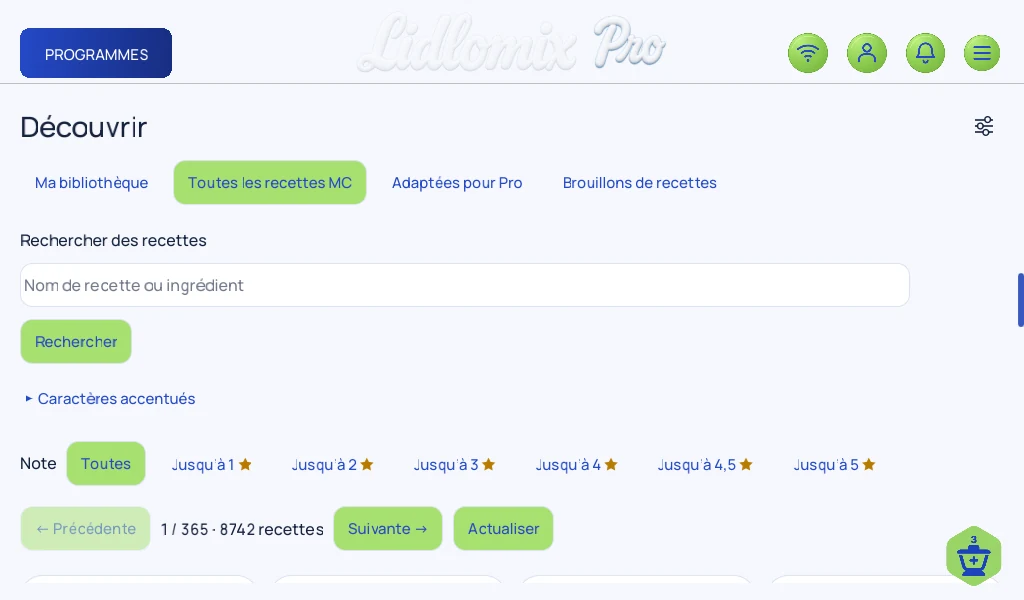 PROGRAMMES
Lidlomix Pro
Découvrir
Ma bibliothèque
Toutes les recettes MC
Adaptées pour Pro
Brouillons de recettes
Rechercher des recettes
Nom de recette ou ingrédient
Rechercher
▸ Caractères accentués
Note
Toutes
Jusqu'à 1 ★
Jusqu'à 2 ★
Jusqu'à 3 ★
Jusqu'à 4 ★
Jusqu'à 4,5 ★
Jusqu'à 5 ★
← Précédente
1 / 365 · 8742 recettes
Suivante →
Actualiser
3